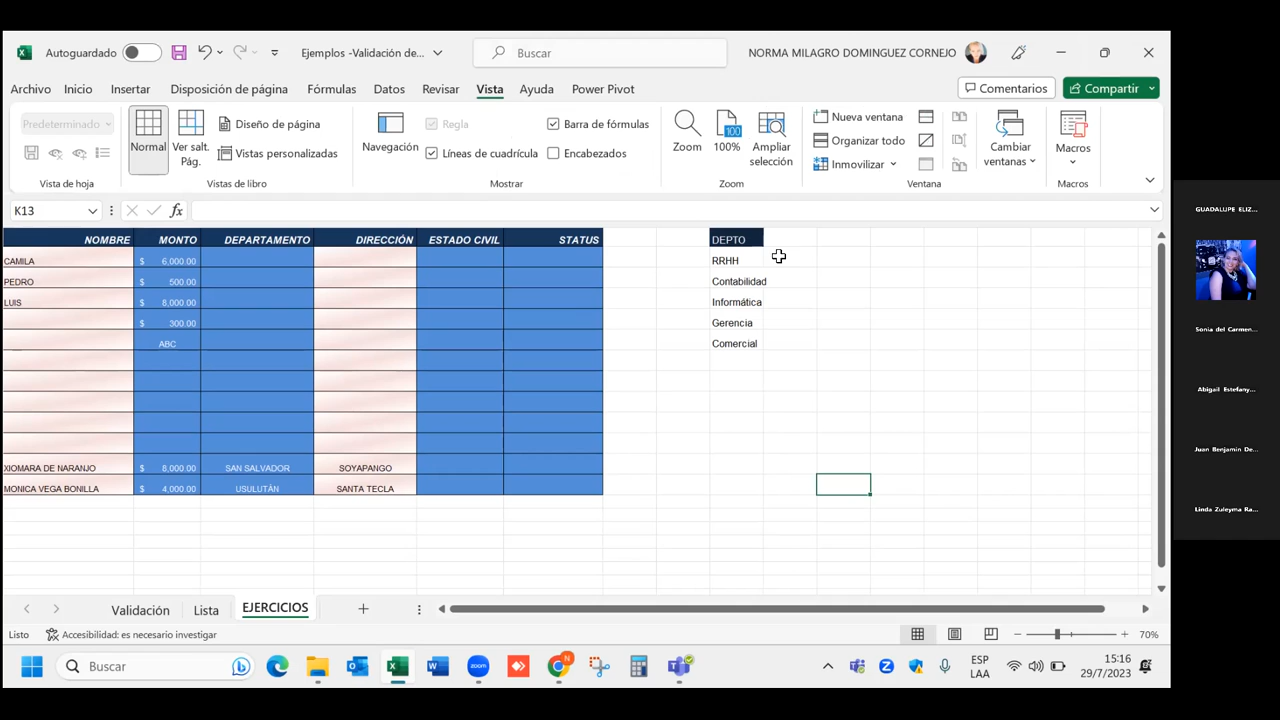 Autoguardado
Ejemplos -Validación de...
Buscar
NORMA MILAGRO DOMINGUEZ CORNEJO
Archivo Inicio Insertar Disposición de página Fórmulas Datos Revisar Vista Ayuda Power Pivot
Comentarios
Compartir
Predeterminado
Normal
Ver salt. Pág.
Diseño de página
Vistas personalizadas
Vistas de libro
Navegación
Regla
Barra de fórmulas
Líneas de cuadrícula
Encabezados
Mostrar
Zoom
100
100%
Ampliar selección
Zoom
Nueva ventana
Organizar todo
Inmovilizar
Cambiar ventanas
Ventana
Macros
Macros
Vista de hoja
K13
fx
NOMBRE MONTO DEPARTAMENTO DIRECCIÓN ESTADO CIVIL STATUS DEPTO
CAMILA $ 6,000.00 RRHH
PEDRO $ 500.00 Contabilidad
LUIS $ 8,000.00 Informática
$ 300.00 Gerencia
ABC Comercial
XIOMARA DE NARANJO $ 8,000.00 SAN SALVADOR SOYAPANGO
MONICA VEGA BONILLA $ 4,000.00 USULUTÁN SANTA TECLA
Validación Lista EJERCICIOS
Listo
Accesibilidad: es necesario investigar
70%
Buscar
zoom
N
ESP
LAA
15:16
29/7/2023
GUADALUPE ELIZ...
Sonia del Carmen...
Abigail Estefany...
Juan Benjamin De...
Linda Zuleyma Ra...